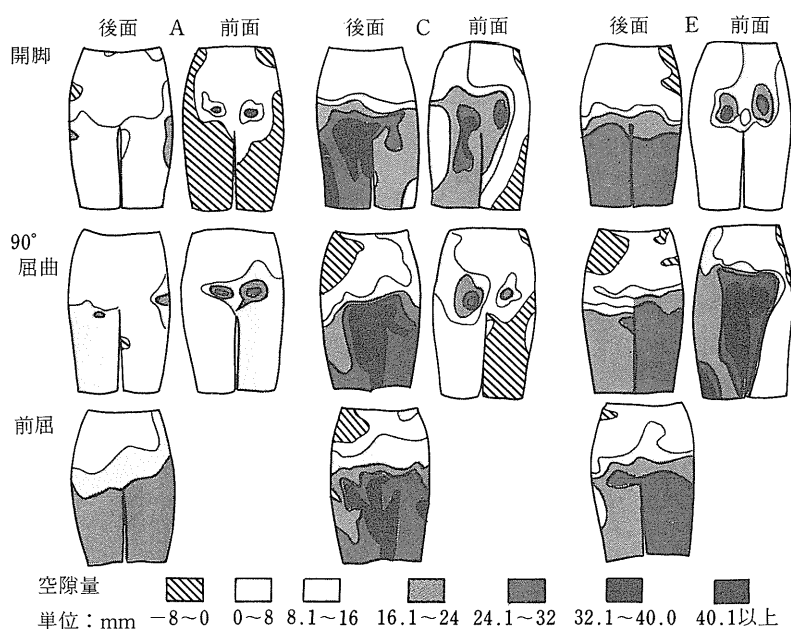 後面 A 前面 後面 C 前面 後面 E 前面
開脚
90°
屈曲
前屈
空隙量
単位：mm -8～0 0～8 8.1～16 16.1～24 24.1～32 32.1～40.0 40.1以上